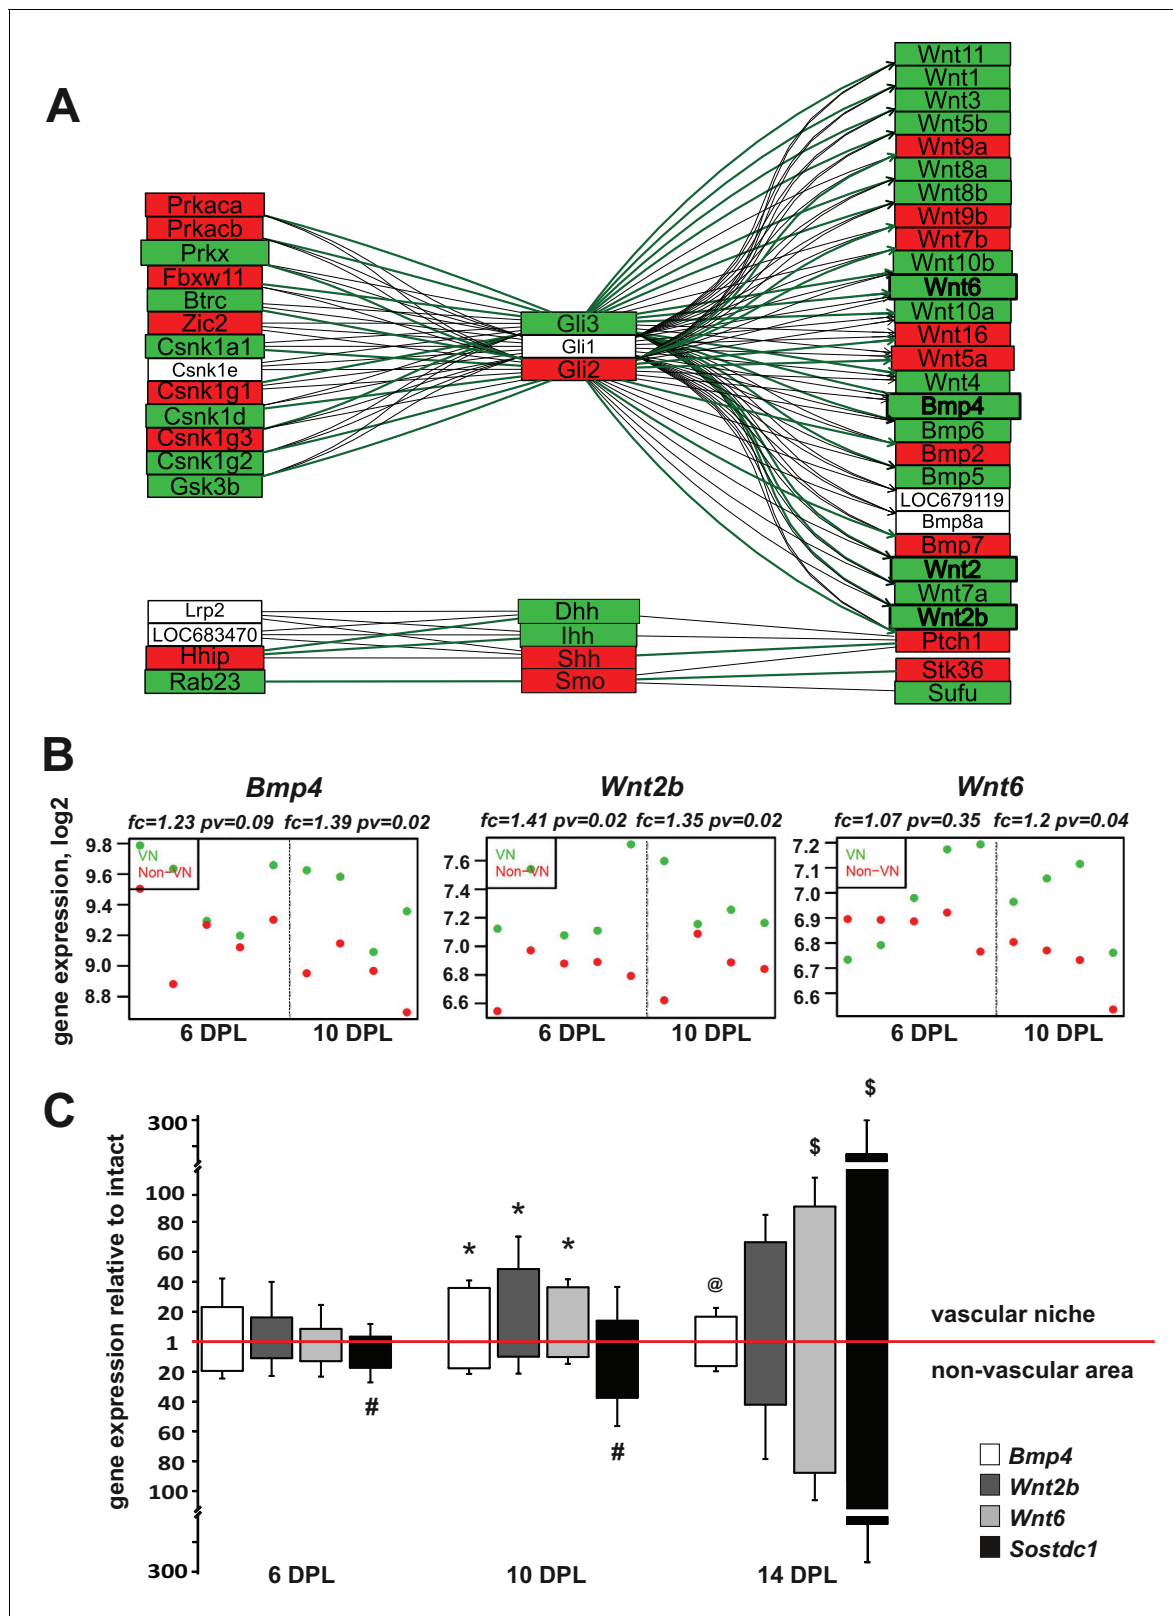 A
Prkaca
Prkacb
Prkx
Fbxw11
Btrc
Zic2
Csnk1a1
Csnk1e
Csnk1g1
Csnk1d
Csnk1g3
Csnk1g2
Gsk3b
Gli3
Gli1
Gli2
Wnt11
Wnt1
Wnt3
Wnt5b
Wnt9a
Wnt8a
Wnt8b
Wnt9b
Wnt7b
Wnt10b
Wnt6
Wnt10a
Wnt16
Wnt5a
Wnt4
Bmp4
Bmp6
Bmp2
Bmp5
LOC679119
Bmp8a
Bmp7
Wnt2
Wnt7a
Wnt2b
Ptch1
Stk36
Sufu
Lrp2
LOC683470
Hhip
Rab23
Dhh
Ihh
Shh
Smo
B
gene expression, log2
Bmp4
fc=1.23 pv=0.09 fc=1.39 pv=0.02
VN
Non-VN
9.8
9.6
9.4
9.2
9.0
8.8
6 DPL 10 DPL
Wnt2b
fc=1.41 pv=0.02 fc=1.35 pv=0.02
VN
Non-VN
7.6
7.4
7.2
7.0
6.8
6.6
6 DPL 10 DPL
Wnt6
fc=1.07 pv=0.35 fc=1.2 pv=0.04
VN
Non-VN
7.2
7.1
7.0
6.9
6.8
6.7
6.6
6 DPL 10 DPL
C
gene expression relative to intact
300
100
80
60
40
20
1
20
40
60
80
100
300
* * *
@
$
$
#
#
vascular niche
non-vascular area
Bmp4
Wnt2b
Wnt6
Sostdc1
6 DPL 10 DPL 14 DPL